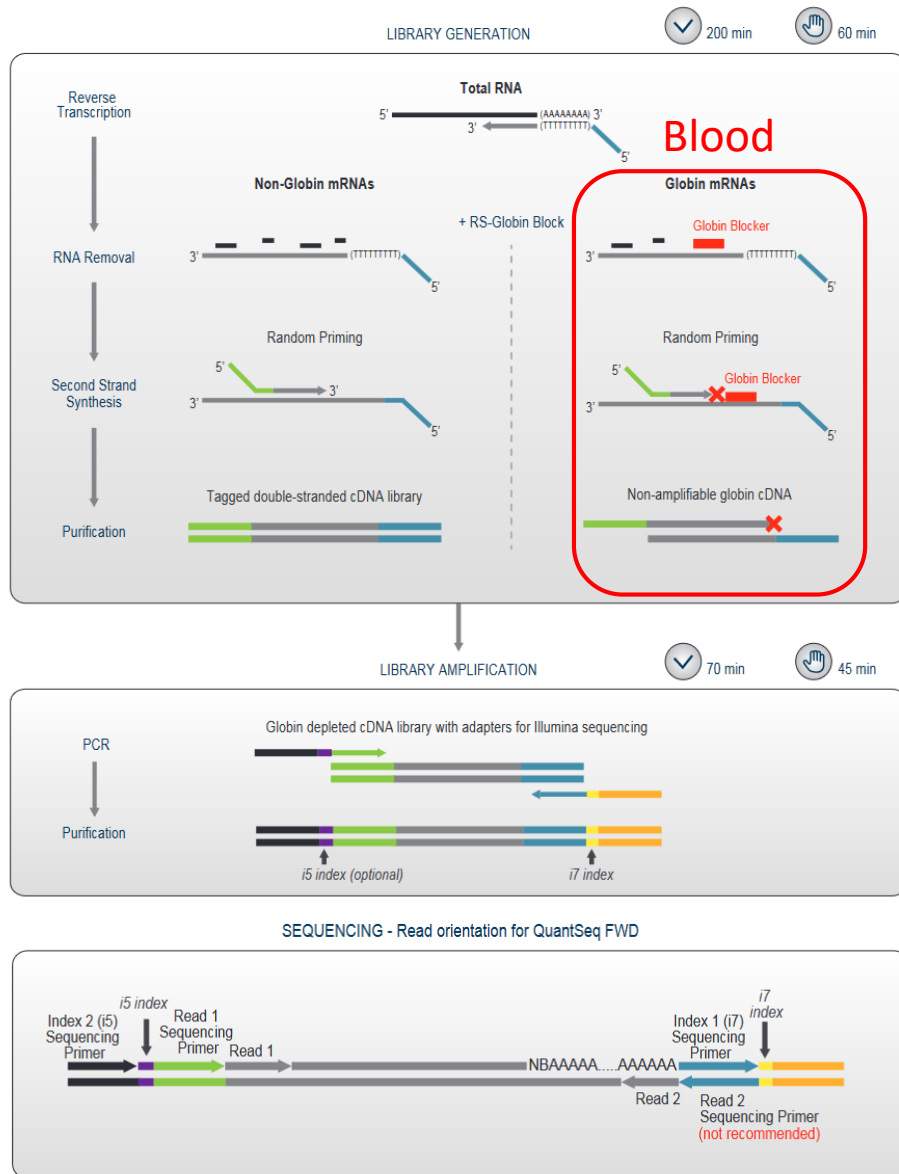 LIBRARY GENERATION
200 min
60 min
Reverse
Transcription
Total RNA
5’
(AAAAAAAA) 3’
3’
(TTTTTTTTT)
5’
Blood
Non-Globin mRNAs
Globin mRNAs
+ RS-Globin Block
Globin Blocker
RNA Removal
3’
(TTTTTTTTT)
5’
3’
(TTTTTTTTT)
5’
Random Priming
Random Priming
Second Strand
Synthesis
5’
3’
3’
5’
5’
Globin Blocker
3’
5’
Purification
Tagged double-stranded cDNA library
Non-amplifiable globin cDNA
LIBRARY AMPLIFICATION
70 min
45 min
PCR
Globin depleted cDNA library with adapters for Illumina sequencing
Purification
i5 index (optional)
i7 index
SEQUENCING - Read orientation for QuantSeq FWD
Index 2 (i5)
Sequencing
Primer
i5 index
Read 1
Sequencing
Primer
Read 1
NBAAAAA.....AAAAAA
Index 1 (i7)
Sequencing
Primer
i7
index
Read 2
Read 2
Sequencing Primer
(not recommended)